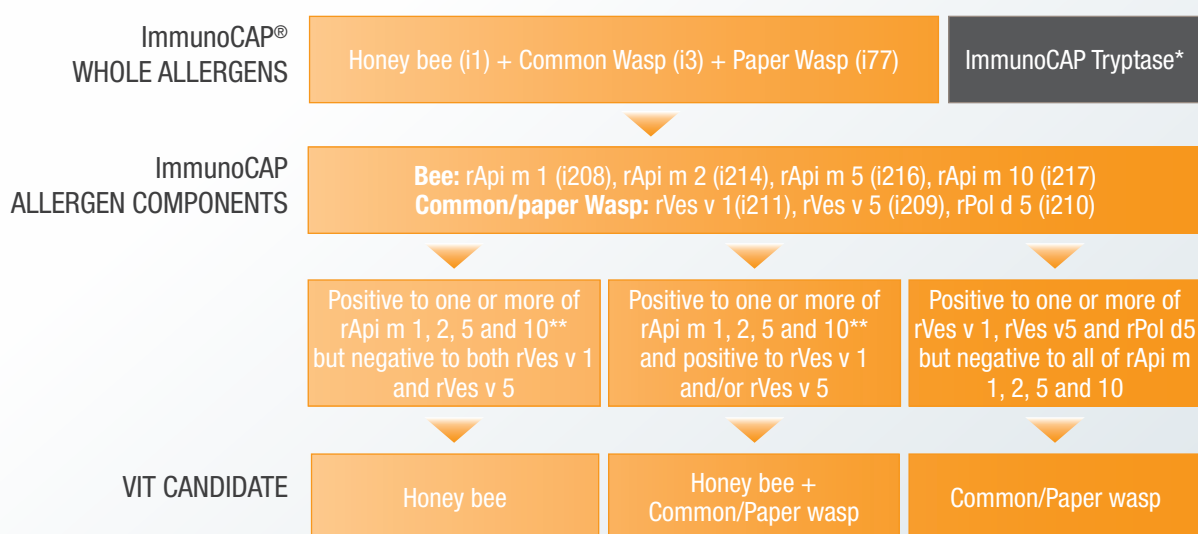 ImmunoCAP®
WHOLE ALLERGENS
Honey bee (i1) + Common Wasp (i3) + Paper Wasp (i77)
ImmunoCAP Tryptase*
ImmunoCAP
ALLERGEN COMPONENTS
Bee: rApi m 1 (i208), rApi m 2 (i214), rApi m 5 (i216), rApi m 10 (i217)
Common/paper Wasp: rVes v 1(i211), rVes v 5 (i209), rPol d 5 (i210)
Positive to one or more of
rApi m 1, 2, 5 and 10**
but negative to both rVes v 1
and rVes v 5
Positive to one or more of
rApi m 1, 2, 5 and 10**
and positive to rVes v 1
and/or rVes v 5
Positive to one or more of
rVes v 1, rVes v5 and rPol d5
but negative to all of rApi m
1, 2, 5 and 10
VIT CANDIDATE
Honey bee
Honey bee +
Common/Paper wasp
Common/Paper wasp